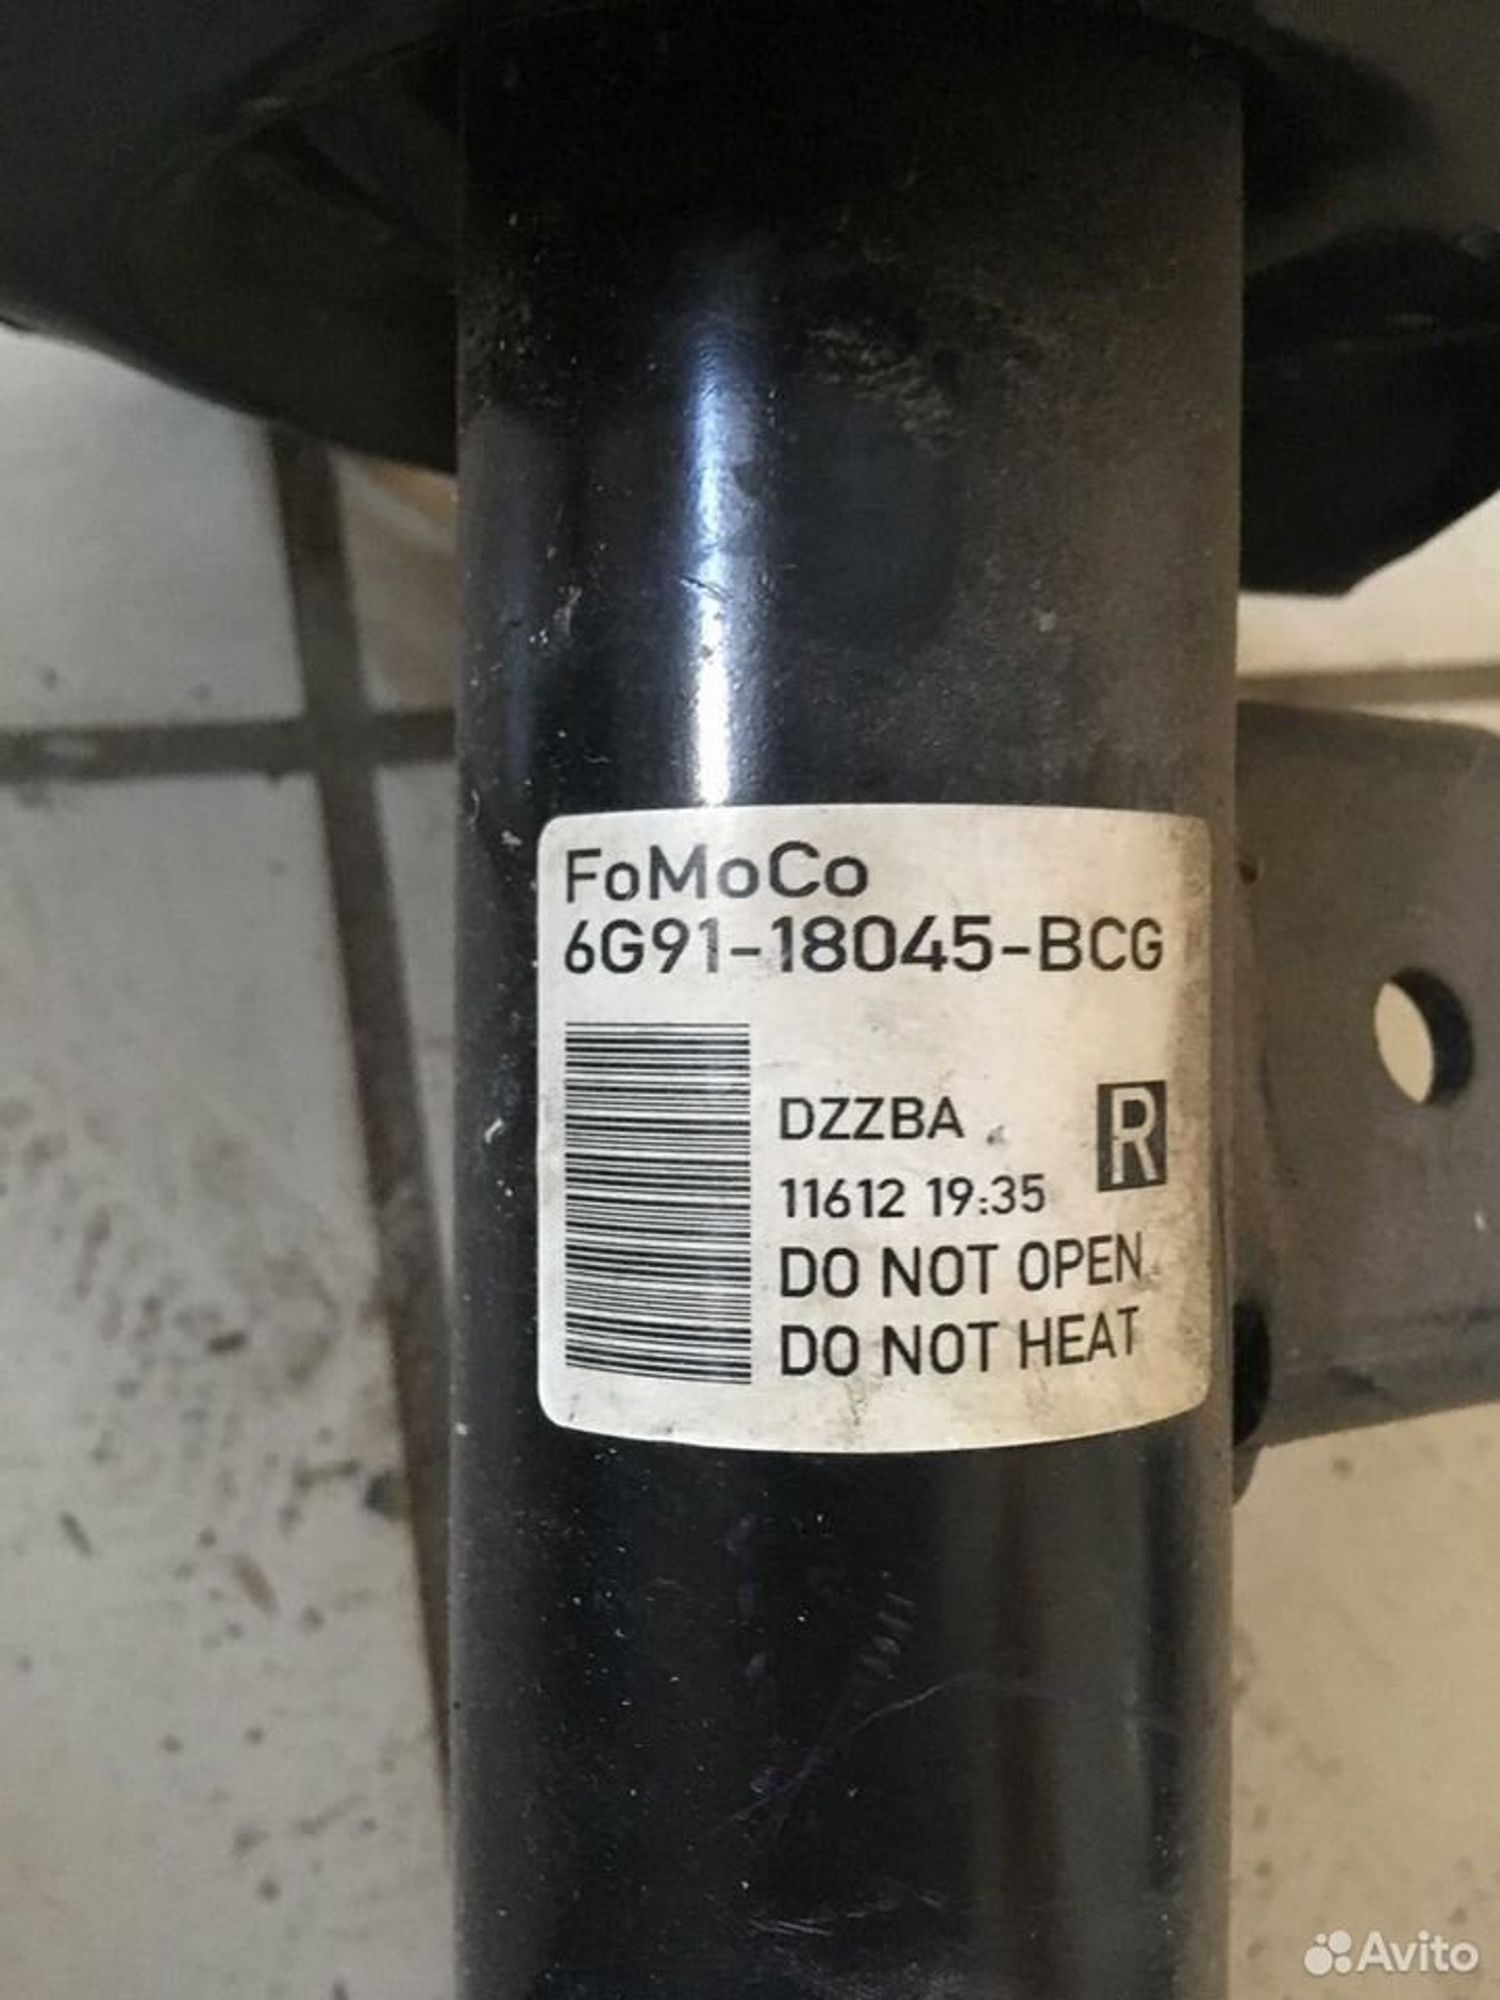 FoMoCo
6G91-18045-BCG
DZZBA
R
11612 19:35
DO NOT OPEN
DO NOT HEAT
Avito